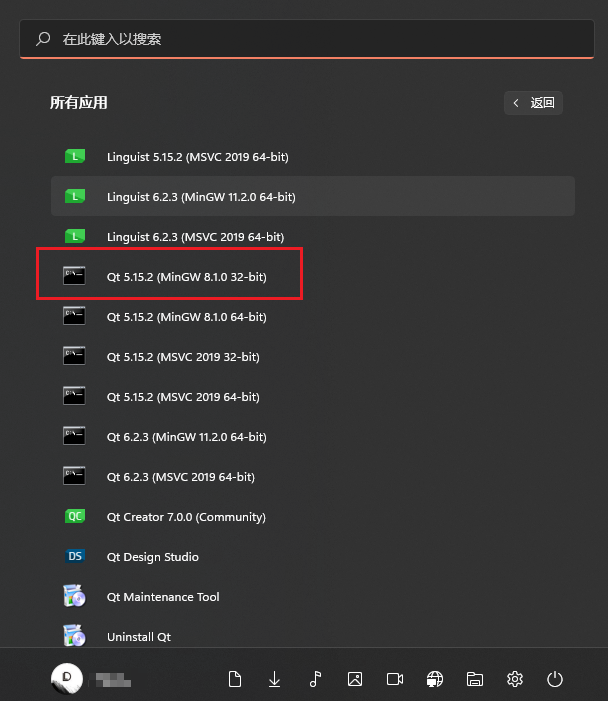 在此键入以搜索
所有应用
返回
Linguist 5.15.2 (MSVC 2019 64-bit)
Linguist 6.2.3 (MinGW 11.2.0 64-bit)
Linguist 6.2.3 (MSVC 2019 64-bit)
Qt 5.15.2 (MinGW 8.1.0 32-bit)
Qt 5.15.2 (MinGW 8.1.0 64-bit)
Qt 5.15.2 (MSVC 2019 32-bit)
Qt 5.15.2 (MSVC 2019 64-bit)
Qt 6.2.3 (MinGW 11.2.0 64-bit)
Qt 6.2.3 (MSVC 2019 64-bit)
QC Qt Creator 7.0.0 (Community)
DS Qt Design Studio
Qt Maintenance Tool
Uninstall Qt